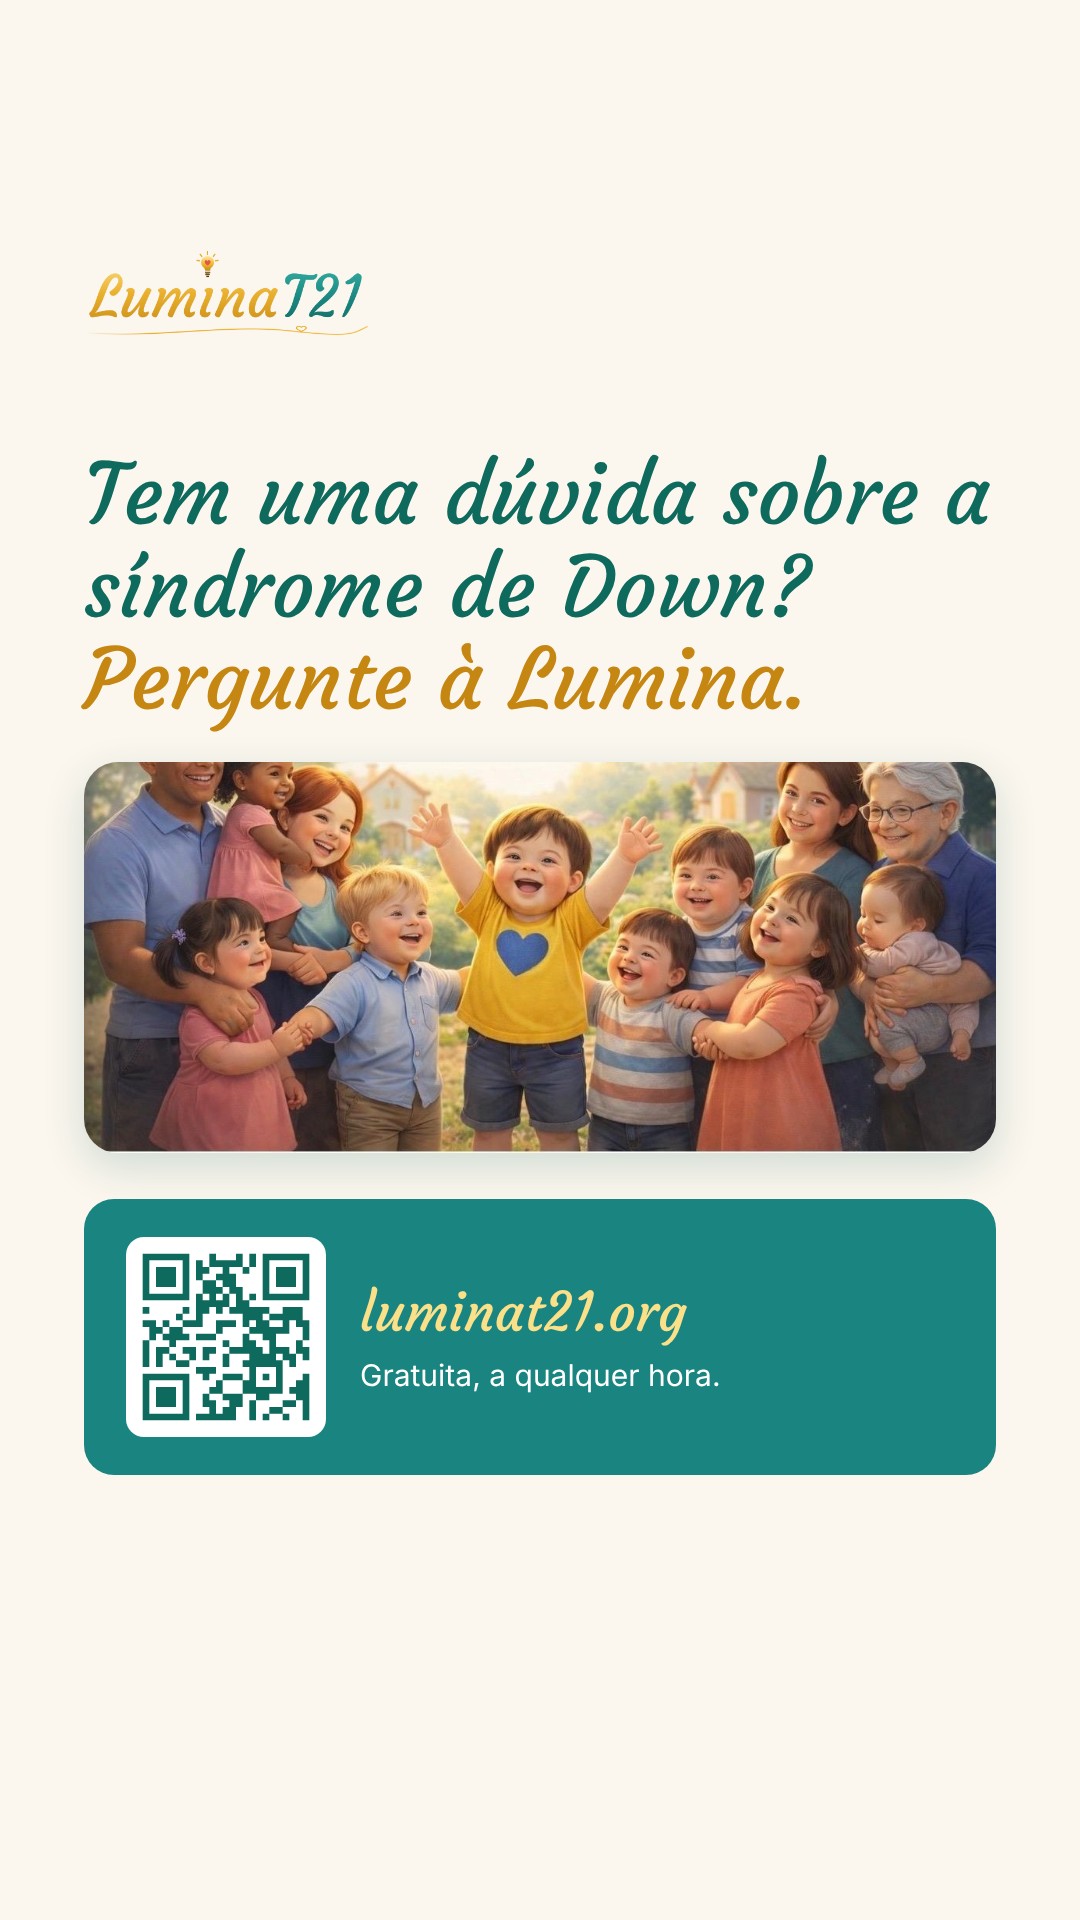 LuminaT21
Tem uma dúvida sobre a
síndrome de Down?
Pergunte à Lumina.
luminat21.org
Gratuita, a qualquer hora.